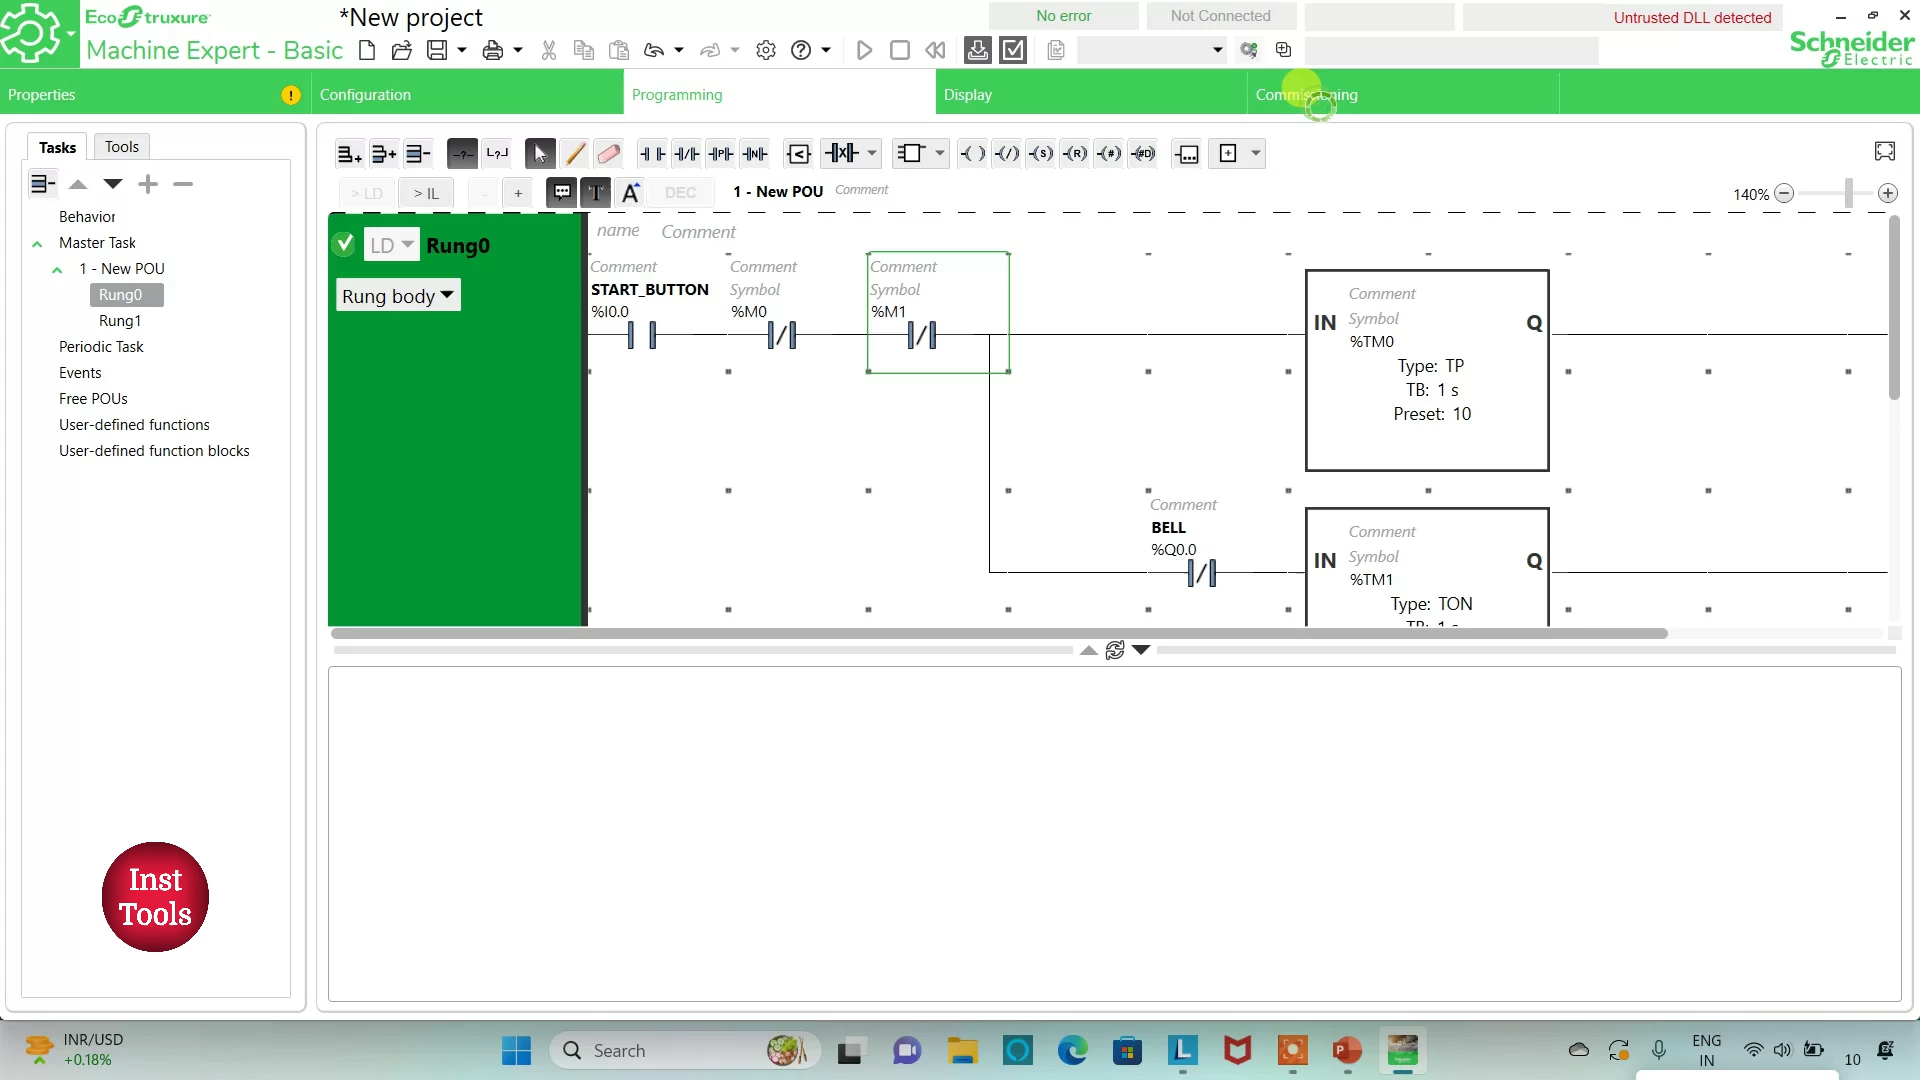 EcoStruxure
Machine Expert - Basic
*New project
No error
Not Connected
Untrusted DLL detected
Schneider
Electric
Properties
Configuration
Programming
Display
Commissioning
Tasks
Tools
Behavior
Master Task
1 - New POU
Rung0
Rung1
Periodic Task
Events
Free POUs
User-defined functions
User-defined function blocks
> LD
> IL
DEC
1 - New POU
Comment
140%
LD
Rung0
name
Comment
Rung body
Comment
START_BUTTON
%I0.0
Comment
Symbol
%M0
Comment
Symbol
%M1
Comment
IN
Symbol
Q
%TM0
Type: TP
TB: 1 s
Preset: 10
Comment
BELL
%Q0.0
Comment
IN
Symbol
Q
%TM1
Type: TON
TB: 1 s
Inst
Tools
INR/USD
+0.18%
Search
ENG
IN
10